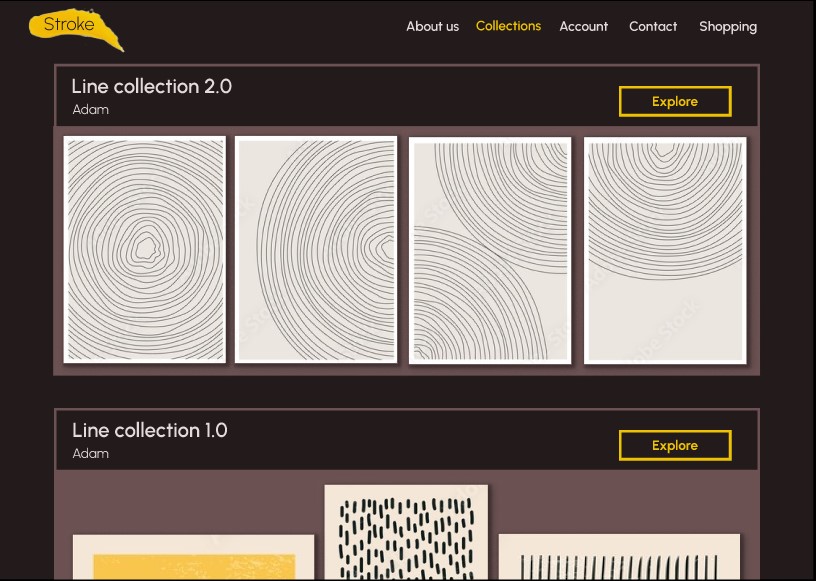 Stroke
About us Collections Account Contact Shopping
Line collection 2.0
Adam
Explore
Line collection 1.0
Adam
Explore